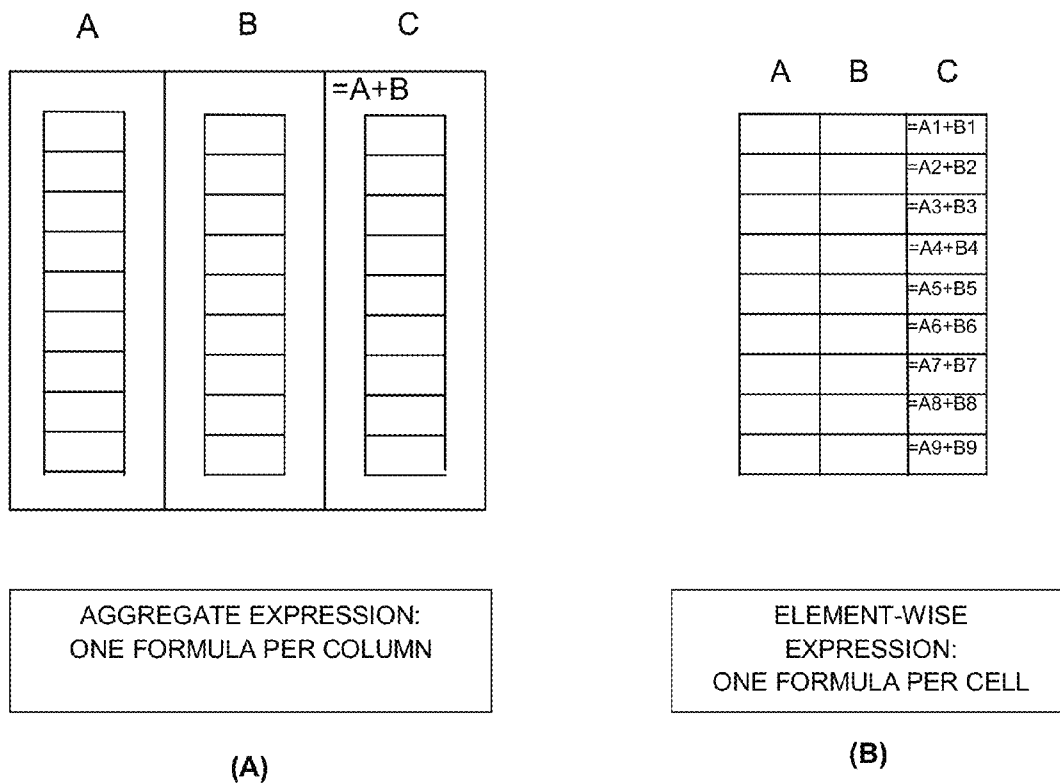 A B C
=A+B
AGGREGATE EXPRESSION:
ONE FORMULA PER COLUMN
(A)
A B C
=A1+B1
=A2+B2
=A3+B3
=A4+B4
=A5+B5
=A6+B6
=A7+B7
=A8+B8
=A9+B9
ELEMENT-WISE
EXPRESSION:
ONE FORMULA PER CELL
(B)